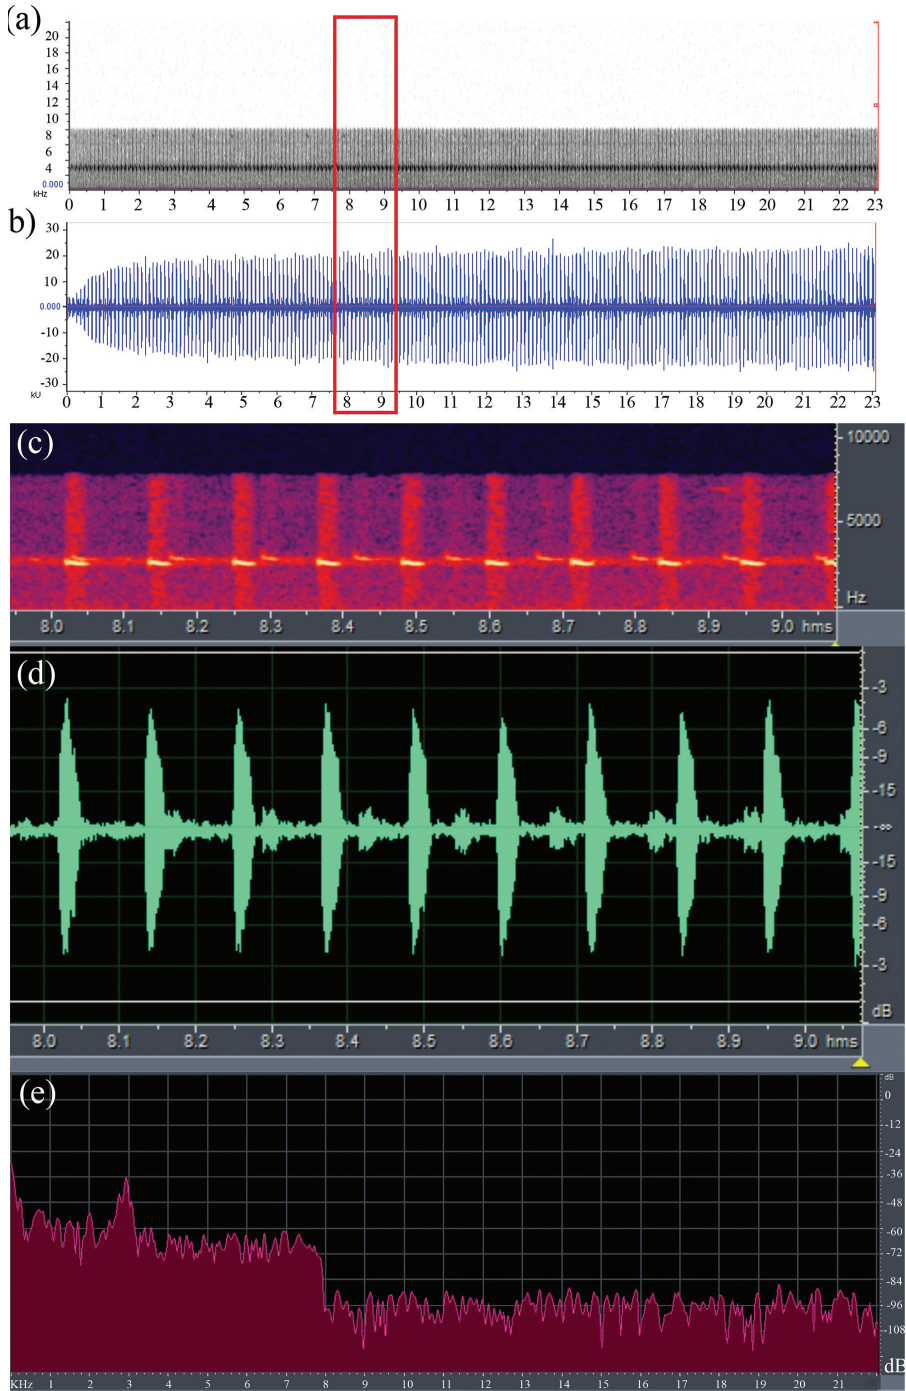 (a)
20
18
16
14
12
10
8
6
4
0.000
kHz
0 1 2 3 4 5 6 7 8 9 10 11 12 13 14 15 16 17 18 19 20 21 22 23
b)
30
20
10
0.000
-10
-20
-30
kU
0 1 2 3 4 5 6 7 8 9 10 11 12 13 14 15 16 17 18 19 20 21 22 23
(c)
10000
5000
Hz
8.0 8.1 8.2 8.3 8.4 8.5 8.6 8.7 8.8 8.9 9.0 hms
(d)
-3
-6
-9
-15
-∞
-15
-9
-6
-3
dB
8.0 8.1 8.2 8.3 8.4 8.5 8.6 8.7 8.8 8.9 9.0 hms
(e)
dB
0
-12
-24
-36
-48
-60
-72
-84
-96
-108
dB
KHz 1 2 3 4 5 6 7 8 9 10 11 12 13 14 15 16 17 18 19 20 21